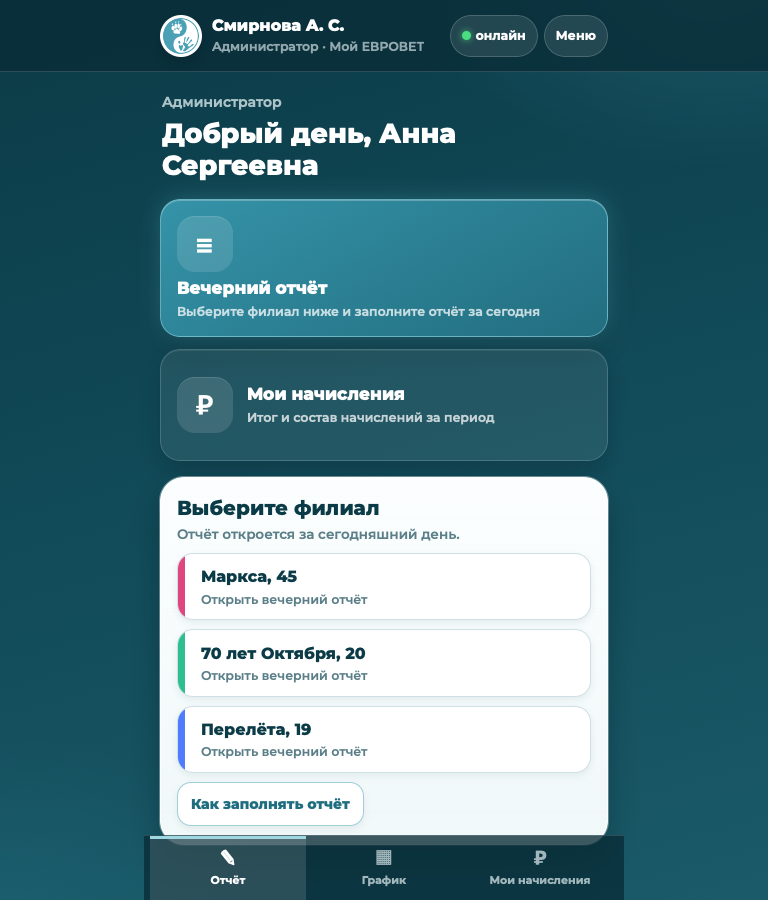 Смирнова А. С.
Администратор · Мой ЕВРОВЕТ
онлайн
Меню
Администратор
Добрый день, Анна
Сергеевна
Вечерний отчёт
Выберите филиал ниже и заполните отчёт за сегодня
₽
Мои начисления
Итог и состав начислений за период
Выберите филиал
Отчёт откроется за сегодняшний день.
Маркса, 45
Открыть вечерний отчёт
70 лет Октября, 20
Открыть вечерний отчёт
Перелёта, 19
Открыть вечерний отчёт
Как заполнять отчёт
Отчёт
График
₽
Мои начисления